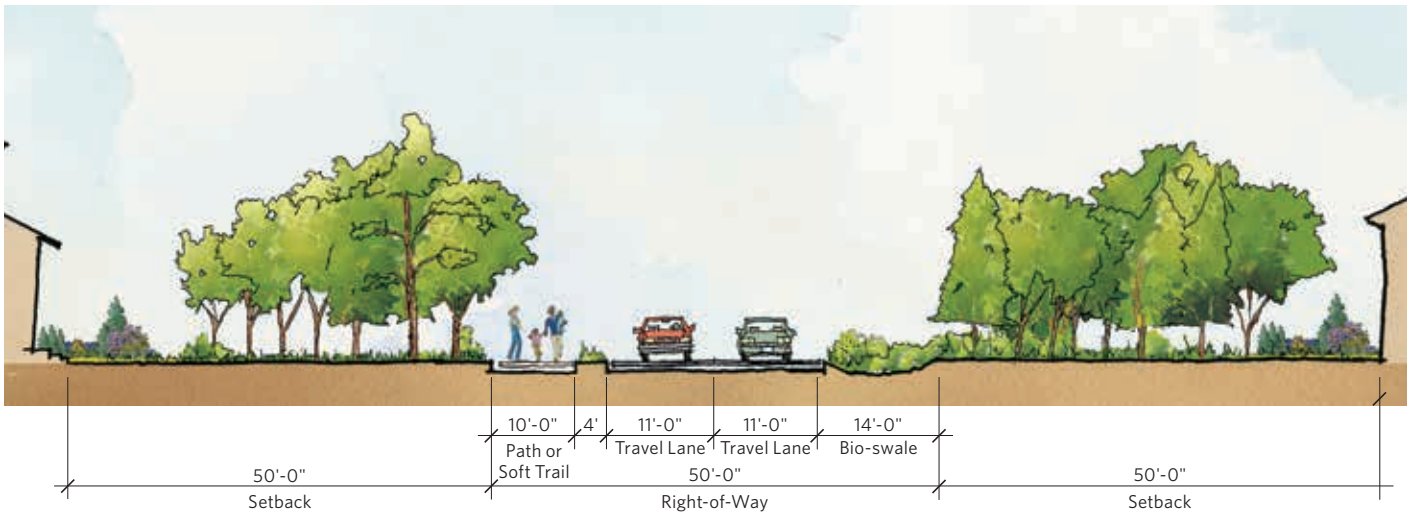 10'-0" 4' 11'-0" 11'-0" 14'-0"
Path or Soft Trail Travel Lane Travel Lane Bio-swale
50'-0" 50'-0" 50'-0"
Setback Right-of-Way Setback